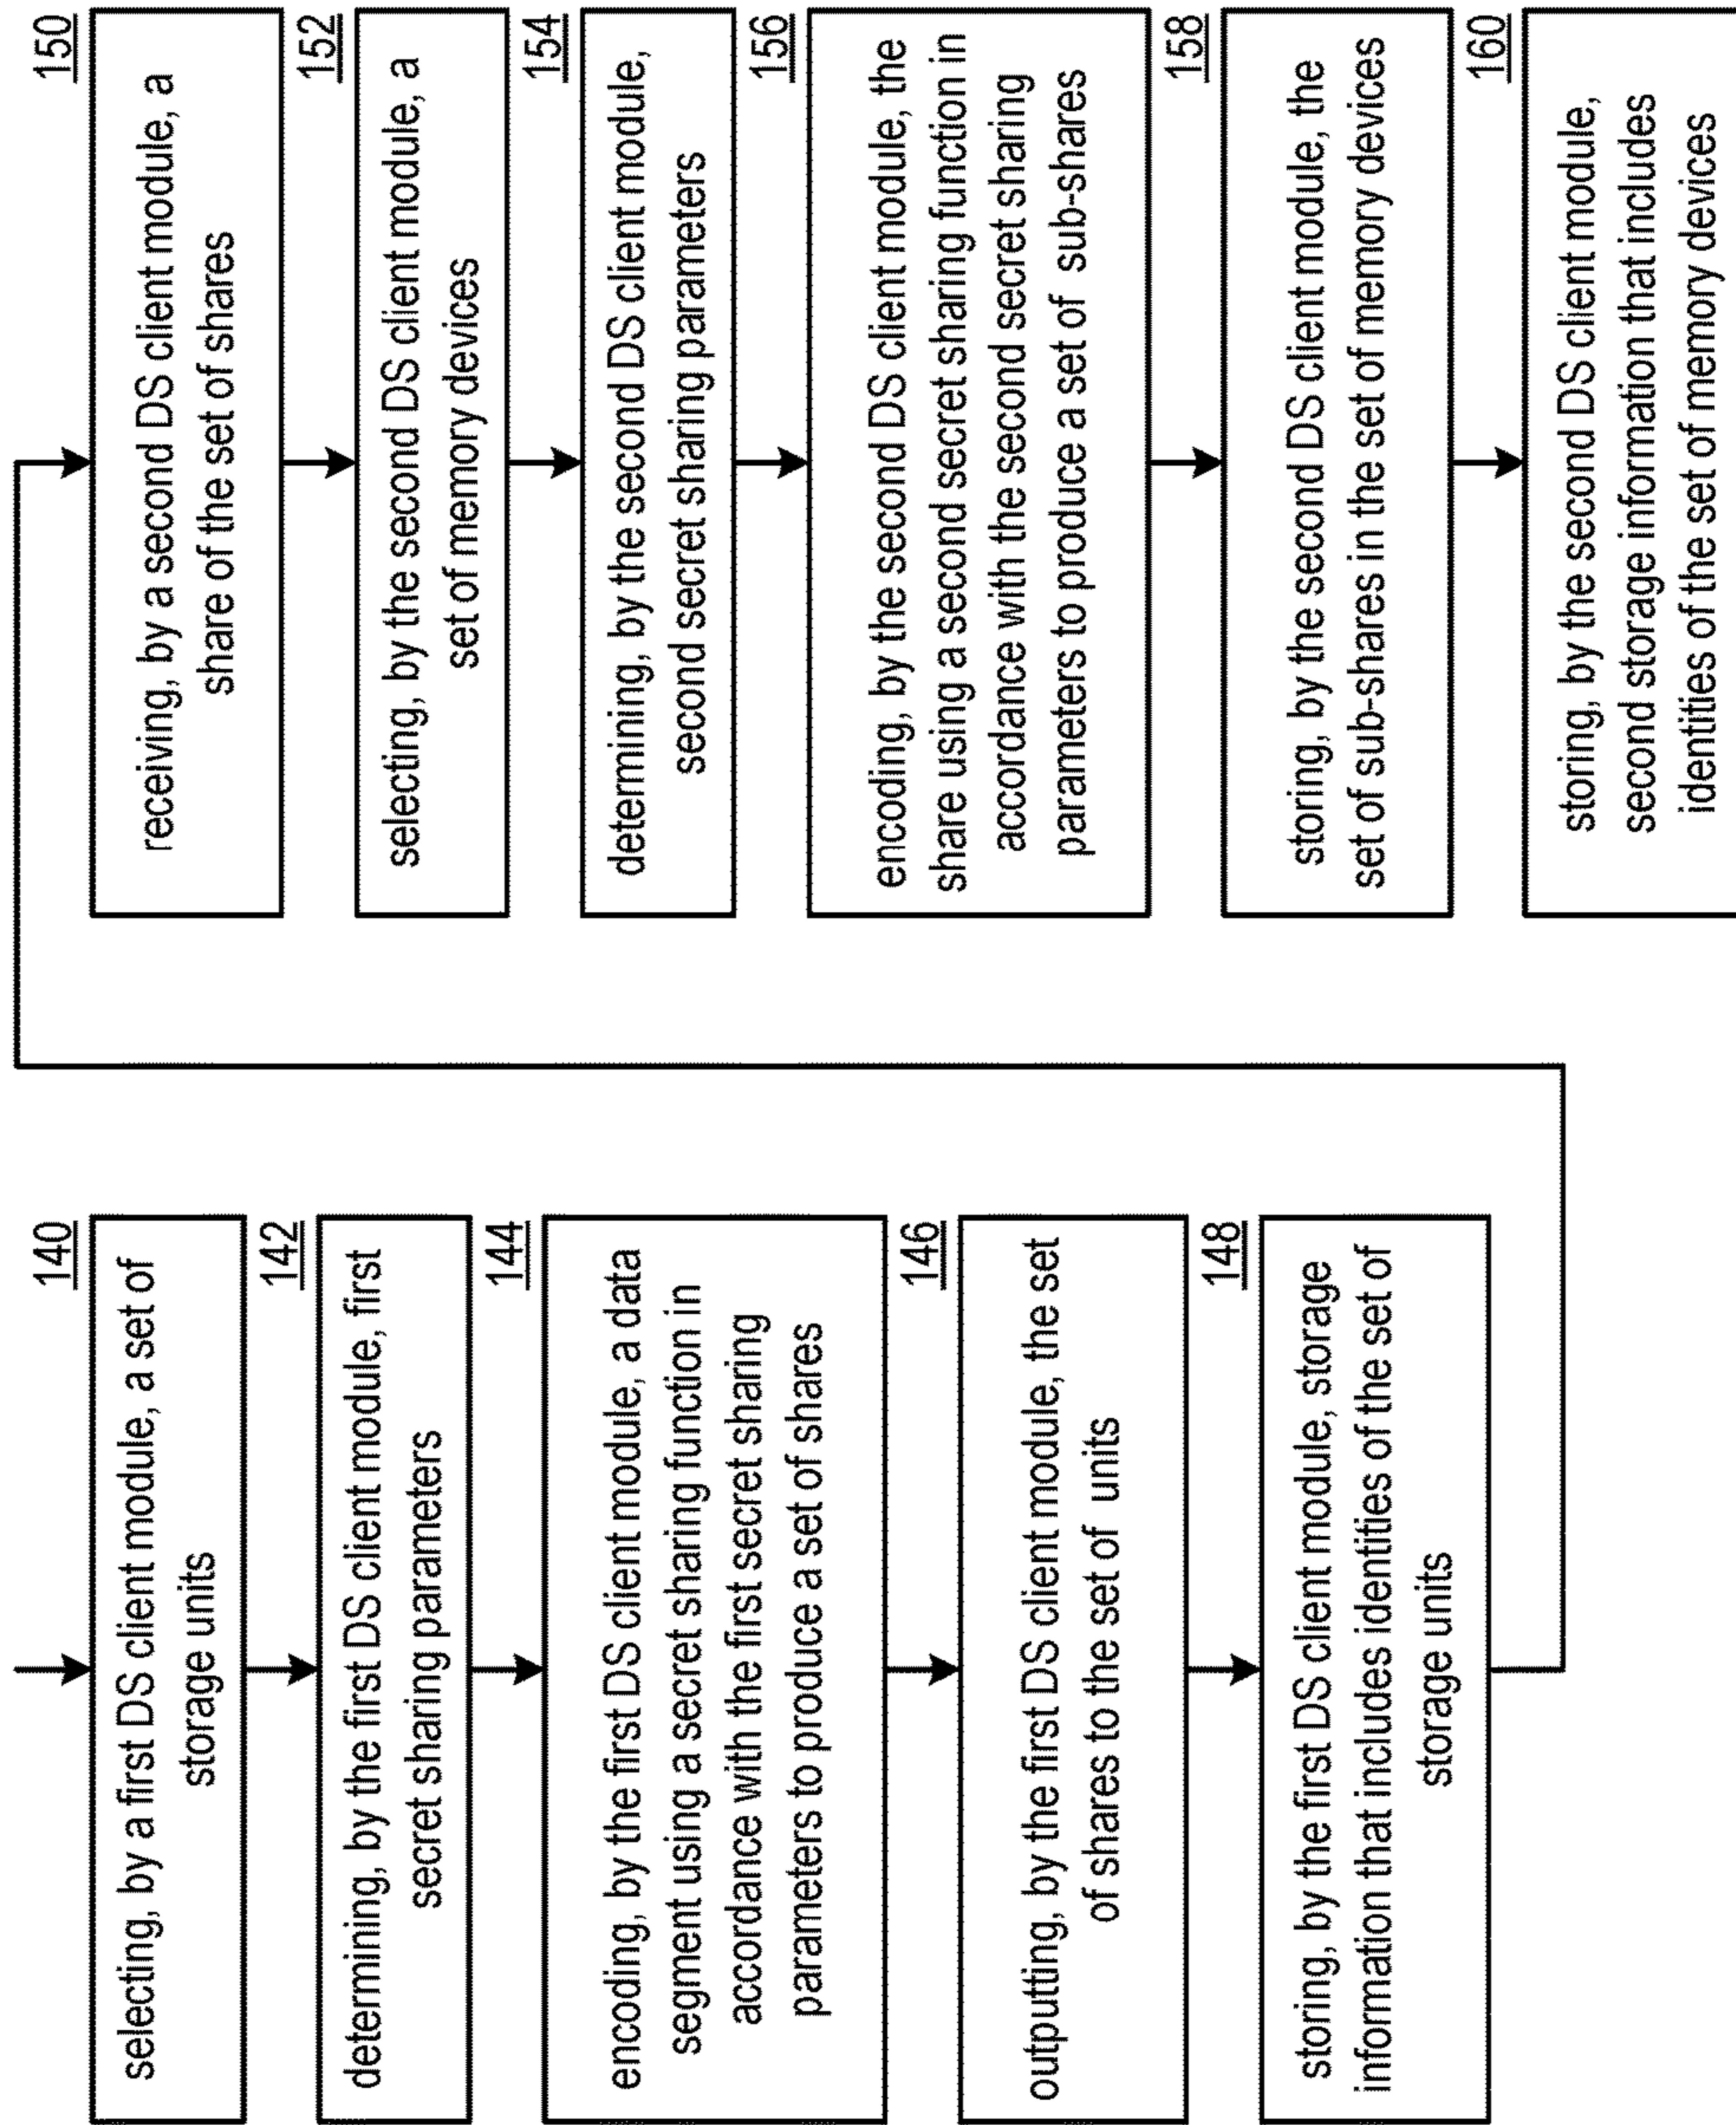 140
selecting, by a first DS client module, a set of
storage units
142
determining, by the first DS client module, first
secret sharing parameters
144
encoding, by the first DS client module, a data
segment using a secret sharing function in
accordance with the first secret sharing
parameters to produce a set of shares
146
outputing, by the first DS client module, the set
of shares to the set of units
148
storing, by the first DS client module, storage
information that includes identities of the set of
storage units
150
receiving, by a second DS client module, a
share of the set of shares
152
selecting, by the second DS client module, a
set of memory devices
154
determining, by the second DS client module,
second secret sharing parameters
156
encoding, by the second DS client module, the
share using a second secret sharing function in
accordance with the second secret sharing
parameters to produce a set of sub-shares
158
storing, by the second DS client module, the
set of sub-shares in the set of memory devices
160
storing, by the second DS client module,
second storage information that includes
identities of the set of memory devices